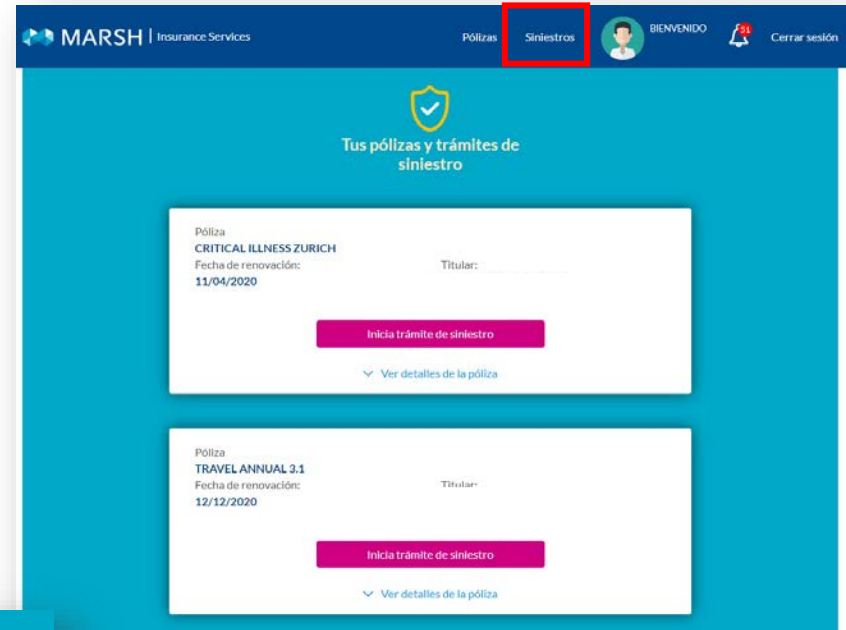 MARSH | Insurance Services
Pólizas
Siniestros
BIENVENIDO
51
Cerrar sesión
Tus pólizas y trámites de
siniestro
Póliza
CRITICAL ILLNESS ZURICH
Fecha de renovación:
Titular:
11/04/2020
Inicia trámite de siniestro
Ver detalles de la póliza
Póliza
TRAVEL ANNUAL 3.1
Fecha de renovación:
Titular:
12/12/2020
Inicia trámite de siniestro
Ver detalles de la póliza